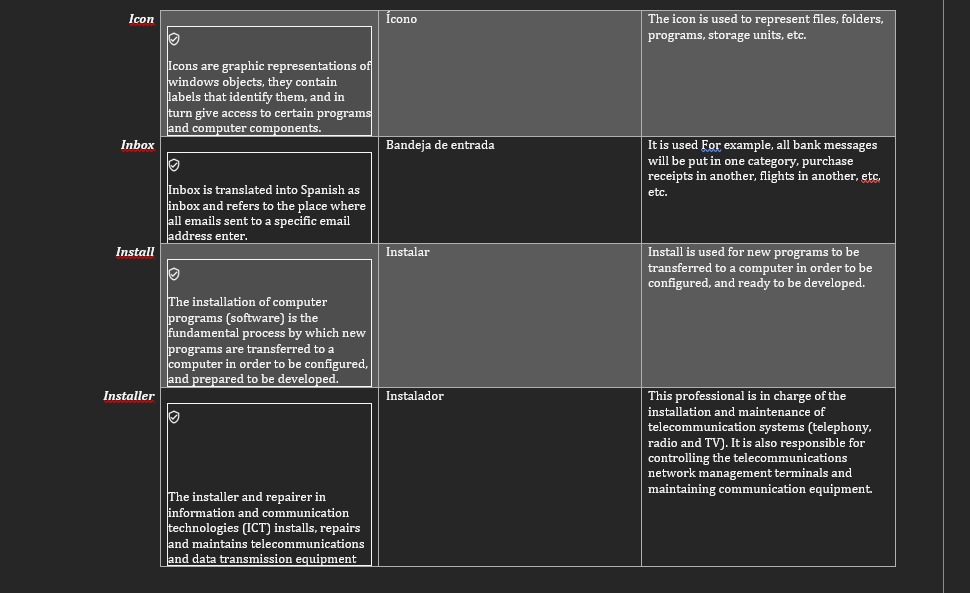 Icon
Icons are graphic representations of
windows objects, they contain
labels that identify them, and in
turn give access to certain programs
and computer components.
Ícono
The icon is used to represent files, folders,
programs, storage units, etc.
Inbox
Inbox is translated into Spanish as
inbox and refers to the place where
all emails sent to a specific email
address enter.
Bandeja de entrada
It is used For example, all bank messages
will be put in one category, purchase
receipts in another, flights in another, etc,
etc.
Install
The installation of computer
programs (software) is the
fundamental process by which new
programs are transferred to a
computer in order to be configured,
and prepared to be developed.
Instalar
Install is used for new programs to be
transferred to a computer in order to be
configured, and ready to be developed.
Installer
The installer and repairer in
information and communication
technologies (ICT) installs, repairs
and maintains telecommunications
and data transmission equipment
Instalador
This professional is in charge of the
installation and maintenance of
telecommunication systems (telephony,
radio and TV). It is also responsible for
controlling the telecommunications
network management terminals and
maintaining communication equipment.